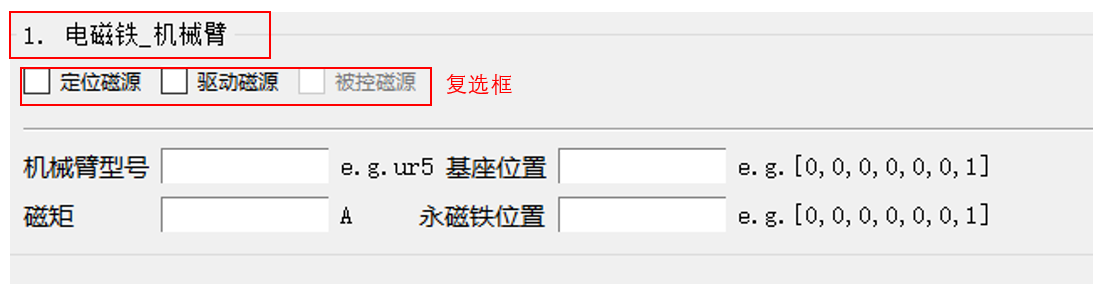 1. 电磁铁_机械臂
定位磁源 驱动磁源 被控磁源 复选框
机械臂型号 e.g.ur5 基座位置 e.g.[0,0,0,0,0,0,1]
磁矩 A 永磁铁位置 e.g.[0,0,0,0,0,0,1]